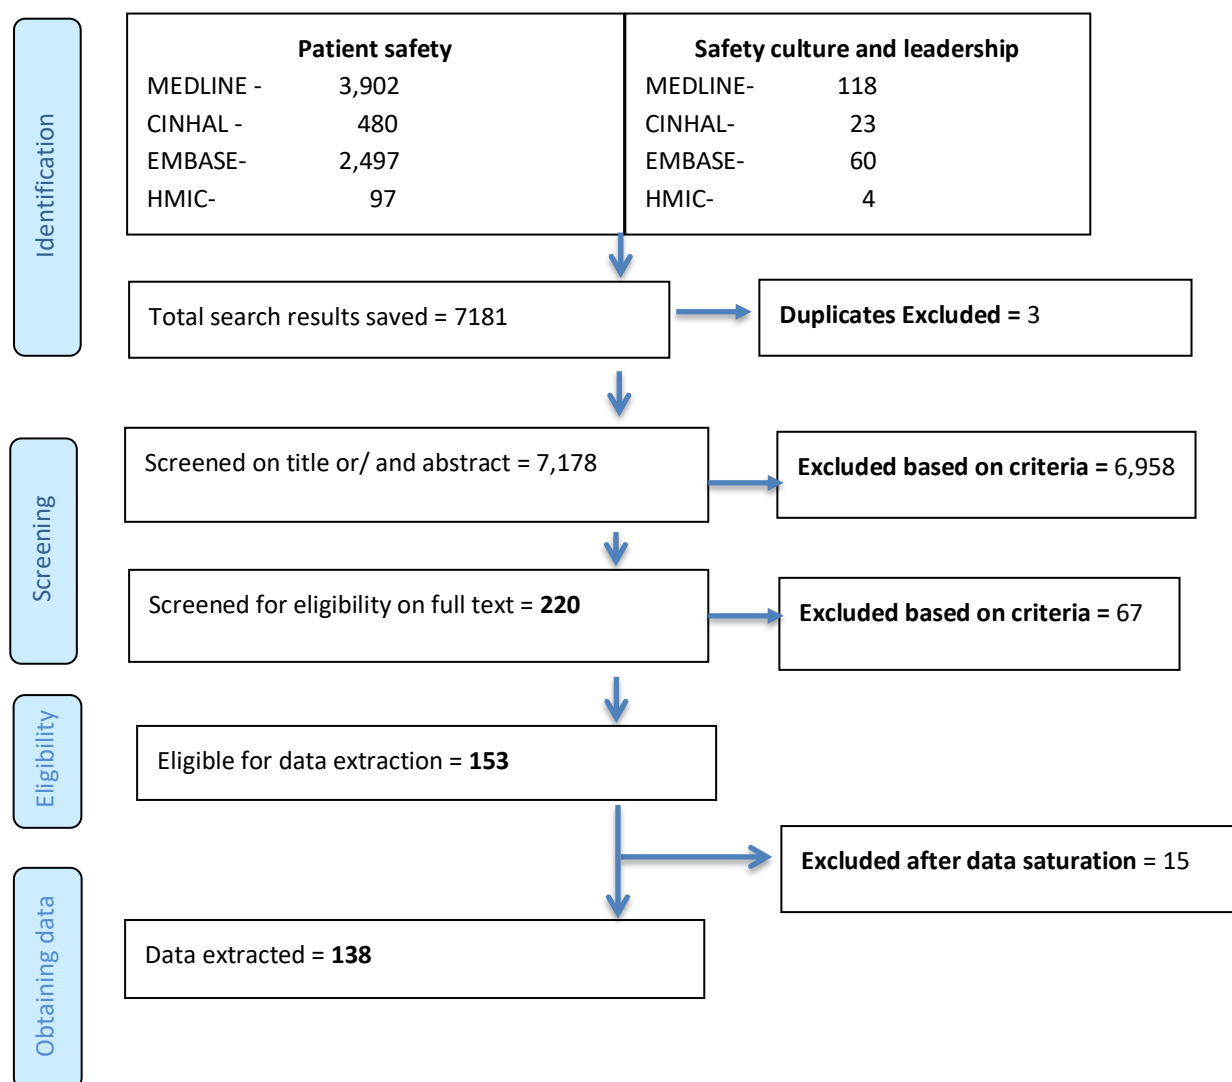 Identification
Patient safety
MEDLINE - 3,902
CINHAL - 480
EMBASE- 2,497
HMIC- 97
Safety culture and leadership
MEDLINE- 118
CINHAL- 23
EMBASE- 60
HMIC- 4
Total search results saved = 7181
Duplicates Excluded = 3
Screening
Screened on title or/ and abstract = 7,178
Excluded based on criteria = 6,958
Screened for eligibility on full text = 220
Excluded based on criteria = 67
Eligibility
Eligible for data extraction = 153
Excluded after data saturation = 15
Obtaining data
Data extracted = 138